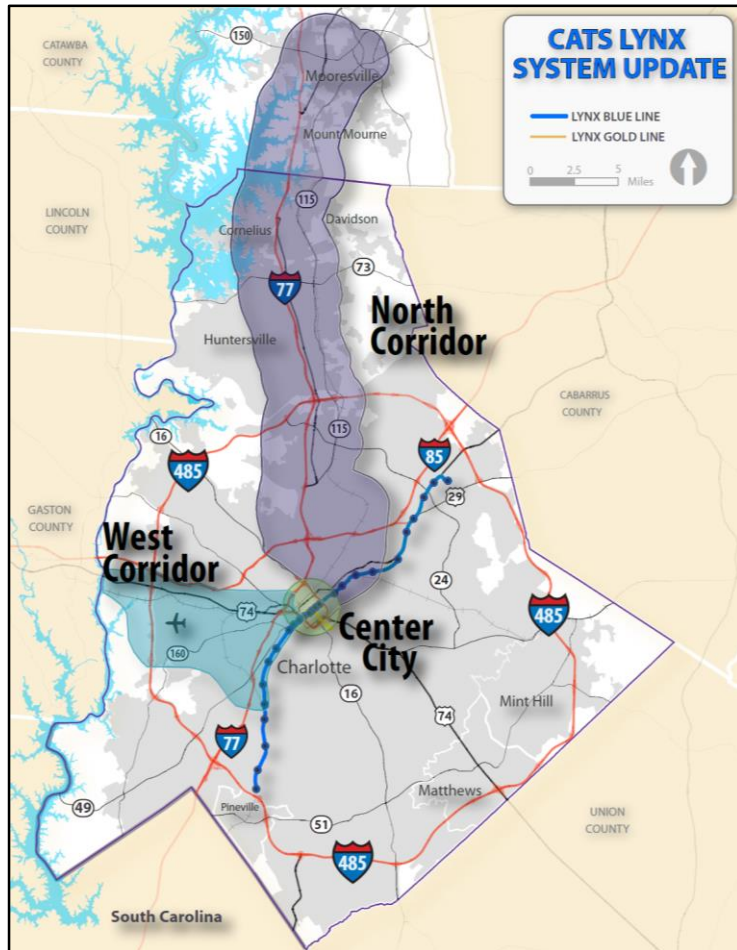 CATS LYNX
SYSTEM UPDATE
LYNX BLUE LINE
LYNX GOLD LINE
0 2.5 5
Miles
CATAWBA
COUNTY
150
Mooresville
Mount Mourne
115
LINCOLN
COUNTY
Cornelius
Davidson
73
77
North
Corridor
Huntersville
CABARRUS
COUNTY
115
16
485
85
29
GASTON
COUNTY
West
Corridor
24
74
485
Center
City
160
Charlotte
16
Mint Hill
74
77
Matthews
49
Pineville
51
UNION
COUNTY
485
South Carolina